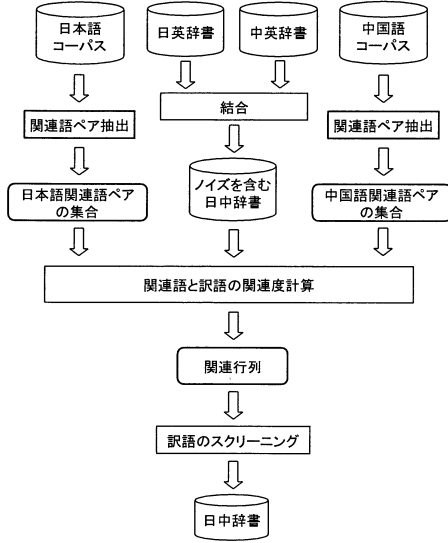 日本語
コーパス
日英辞書
中英辞書
中国語
コーパス
関連語ペア抽出
結合
関連語ペア抽出
日本語関連語ペア
の集合
ノイズを含む
日中辞書
中国語関連語ペア
の集合
関連語と訳語の関連度計算
関連行列
訳語のスクリーニング
日中辞書